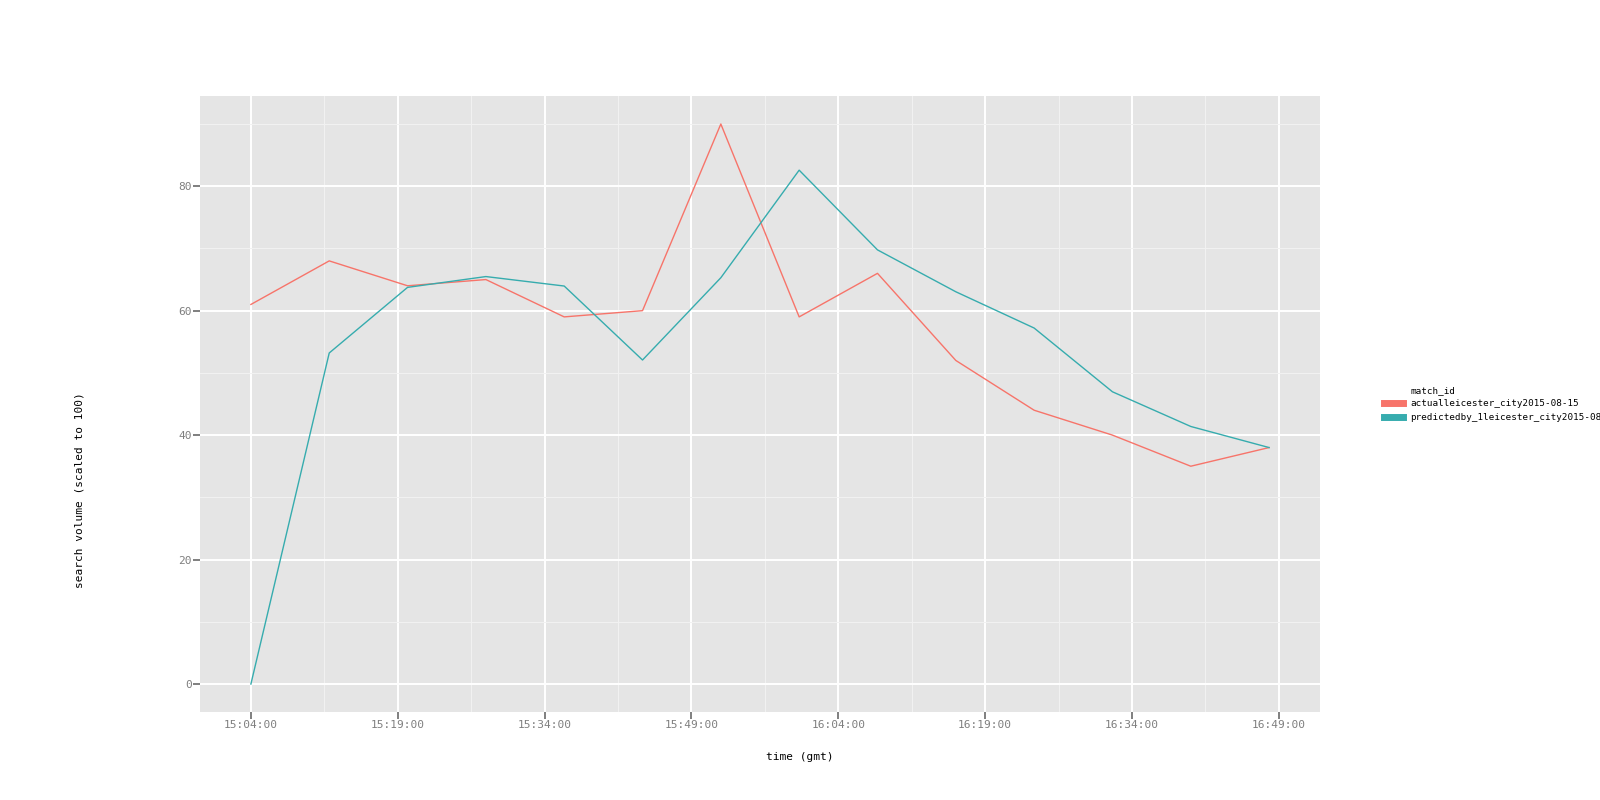 80
60
40
20
0
search volume (scaled to 100)
15:04:00 15:19:00 15:34:00 15:49:00 16:04:00 16:19:00 16:34:00 16:49:00
time (gmt)
match_id
actualleicester_city2015-08-15
predictedby_1leicester_city2015-08